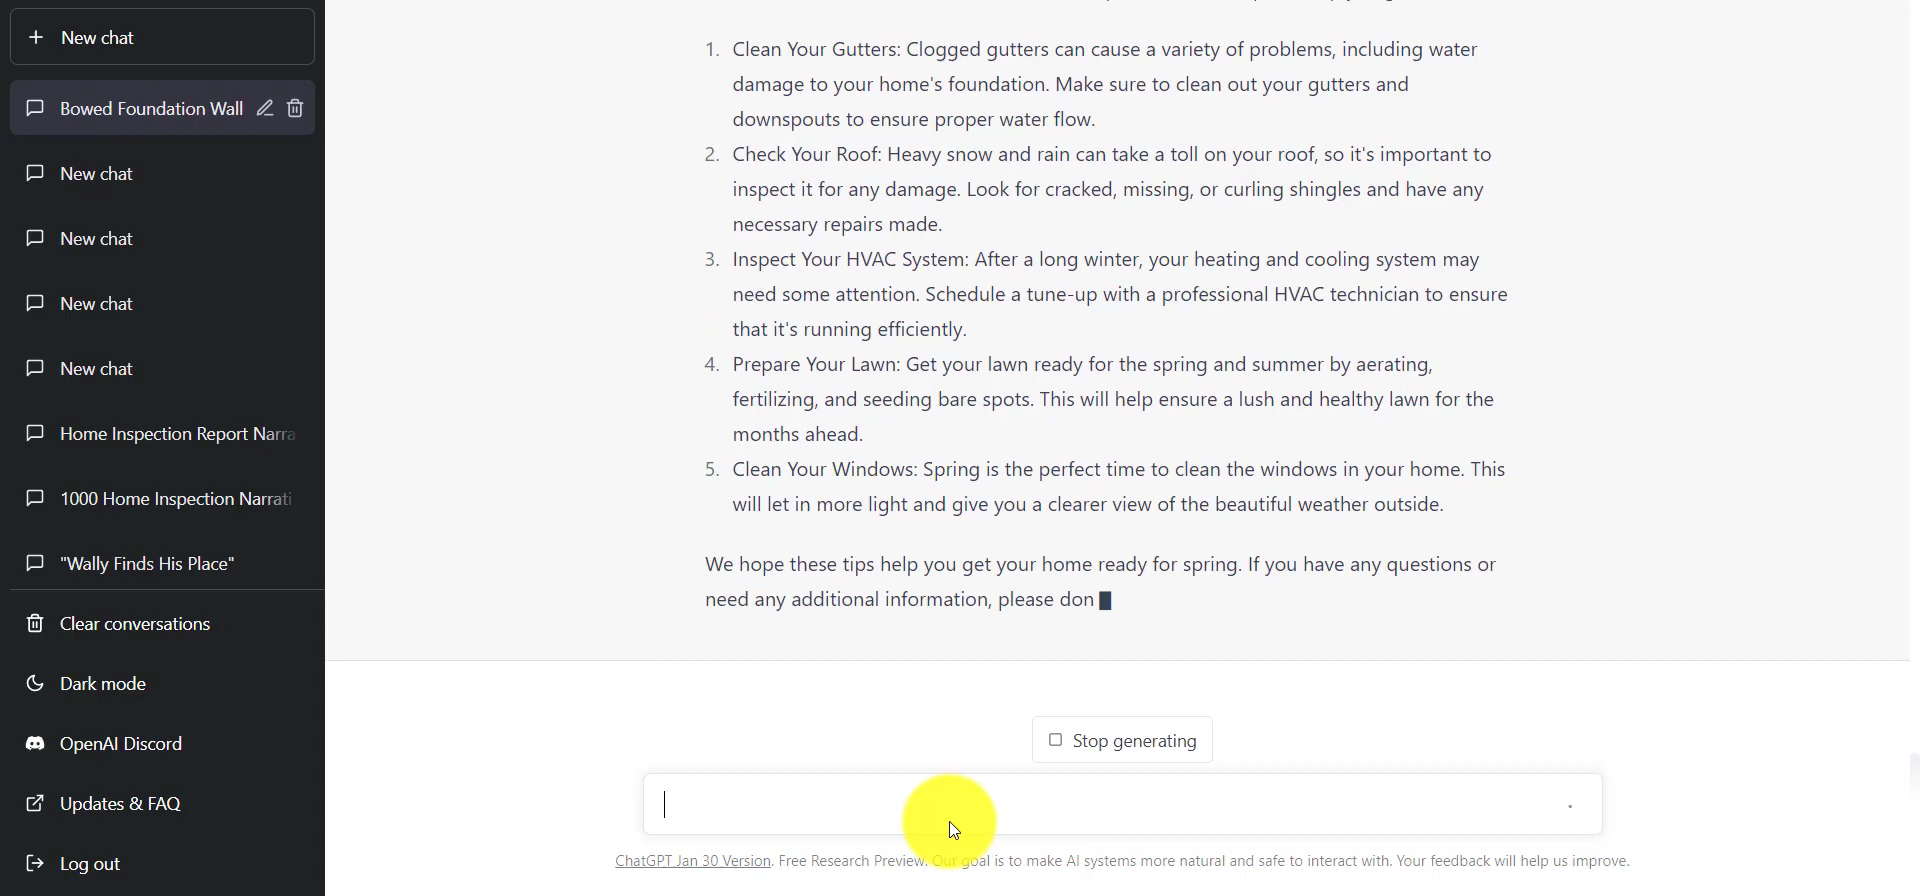 New chat
Bowed Foundation Wall
New chat
New chat
New chat
New chat
Home Inspection Report Narra
1000 Home Inspection Narrati
"Wally Finds His Place"
Clear conversations
Dark mode
OpenAI Discord
Updates & FAQ
Log out
1. Clean Your Gutters: Clogged gutters can cause a variety of problems, including water
damage to your home's foundation. Make sure to clean out your gutters and
downspouts to ensure proper water flow.
2. Check Your Roof: Heavy snow and rain can take a toll on your roof, so it's important to
inspect it for any damage. Look for cracked, missing, or curling shingles and have any
necessary repairs made.
3. Inspect Your HVAC System: After a long winter, your heating and cooling system may
need some attention. Schedule a tune-up with a professional HVAC technician to ensure
that it's running efficiently.
4. Prepare Your Lawn: Get your lawn ready for the spring and summer by aerating,
fertilizing, and seeding bare spots. This will help ensure a lush and healthy lawn for the
months ahead.
5. Clean Your Windows: Spring is the perfect time to clean the windows in your home. This
will let in more light and give you a clearer view of the beautiful weather outside.
We hope these tips help you get your home ready for spring. If you have any questions or
need any additional information, please don
Stop generating
ChatGPT Jan 30 Version. Free Research Preview. Our goal is to make AI systems more natural and safe to interact with. Your feedback will help us improve.